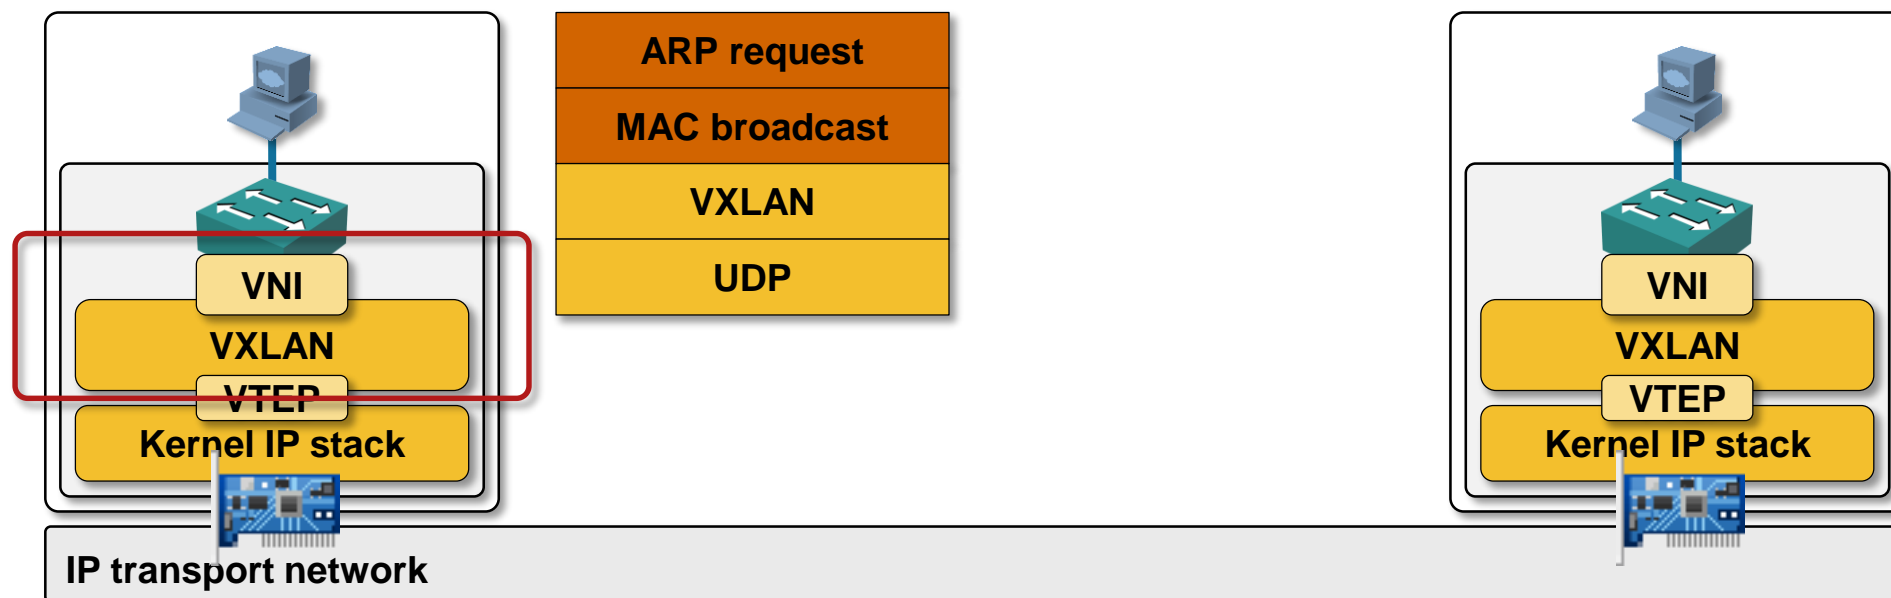 ARP request
MAC broadcast
VXLAN
UDP
VNI
VXLAN
VTEP
Kernel IP stack
VNI
VXLAN
VTEP
Kernel IP stack
IP transport network